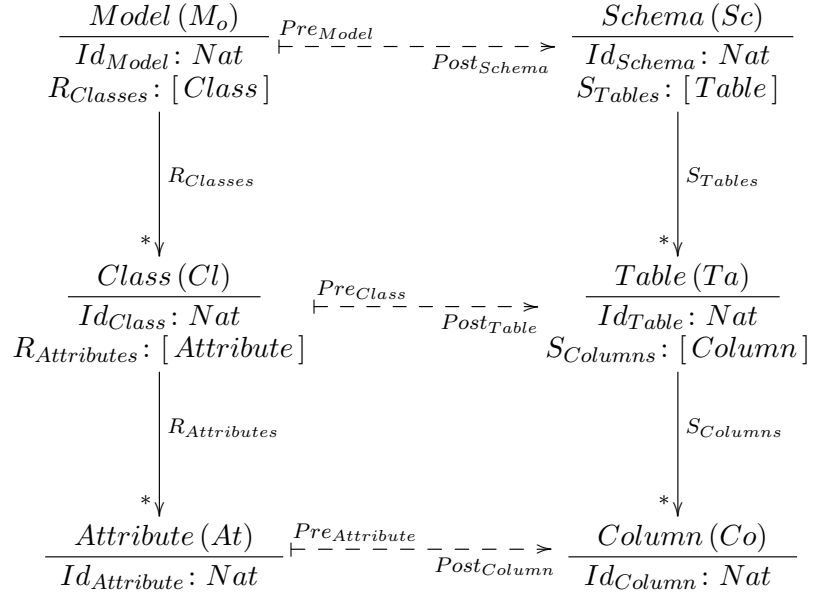 Model (M_o)
Id_Model : Nat
R_Classes : [ Class ]
Pre_Model
Post_Schema
Schema (Sc)
Id_Schema : Nat
S_Tables : [ Table ]
R_Classes
S_Tables
*
*
Class (Cl)
Id_Class : Nat
R_Attributes : [ Attribute ]
Pre_Class
Post_Table
Table (Ta)
Id_Table : Nat
S_Columns : [ Column ]
R_Attributes
S_Columns
*
*
Attribute (At)
Id_Attribute : Nat
Pre_Attribute
Post_Column
Column (Co)
Id_Column : Nat